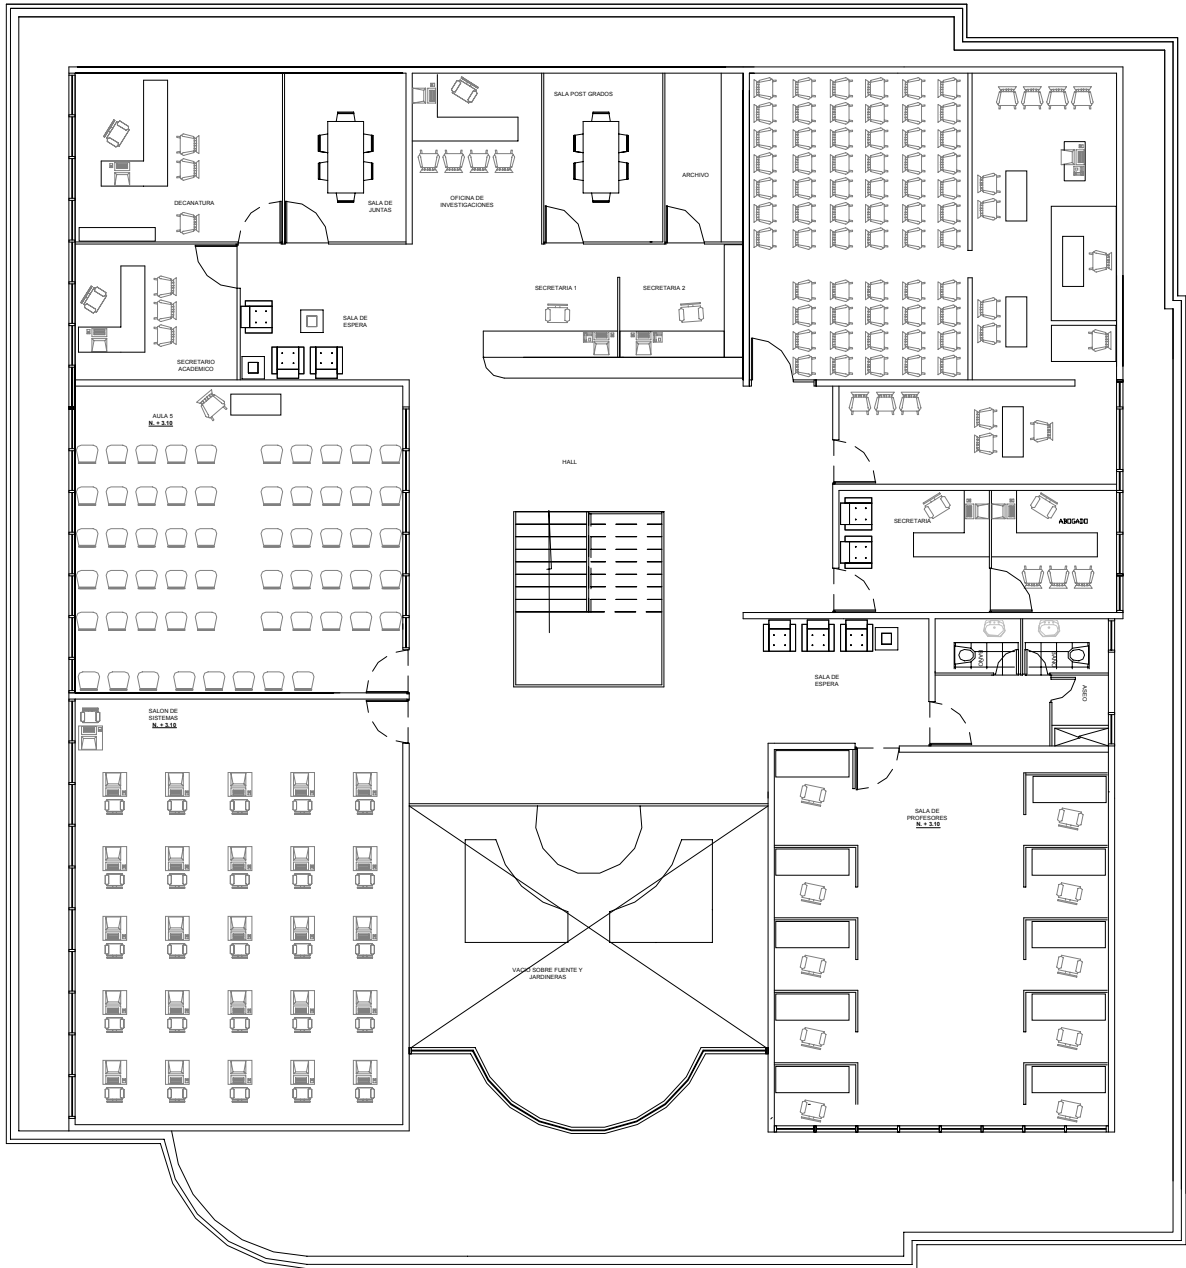 SALA POST GRADOS
ARCHIVO
DECANATURA
SALA DE
JUNTAS
OFICINA DE
INVESTIGACIONES
SECRETARIA 1
SECRETARIA 2
SALA DE
ESPERA
SECRETARIO
ACADEMICO
AULA 5
N. + 3.10
HALL
SECRETARIA
ABOGADO
BAÑO
BAÑO
SALA DE
ESPERA
ASEO
SALON DE
SISTEMAS
N. + 3.10
SALA DE
PROFESORES
N. + 3.10
VACIO SOBRE FUENTE Y
JARDINERAS